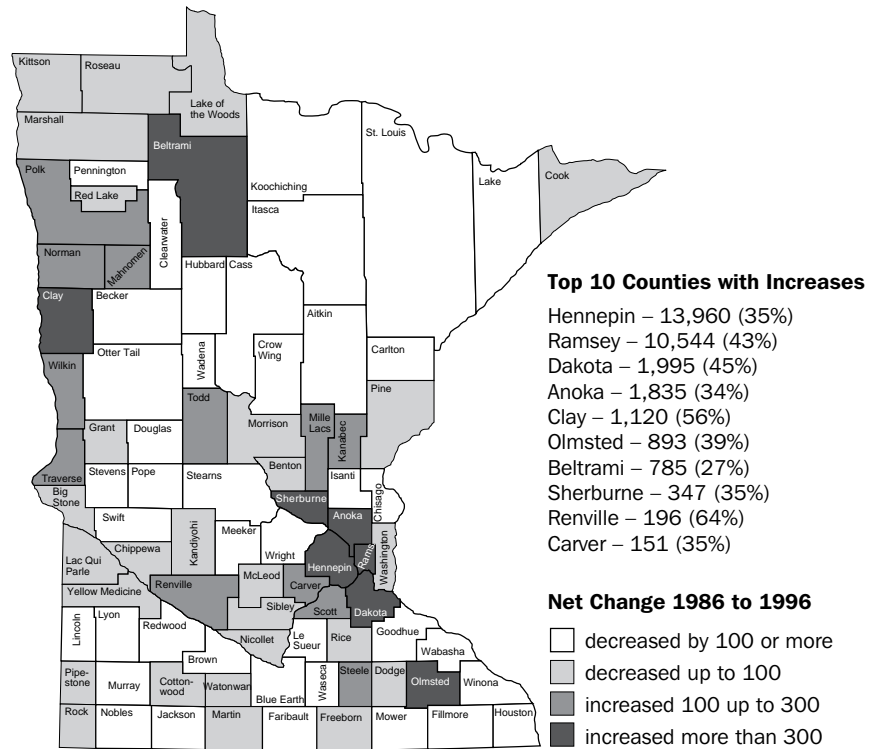 Kittson
Roseau
Lake of
the Woods
Marshall
St. Louis
Beltrami
Polk
Pennington
Lake
Cook
Koochiching
Red Lake
Itasca
Clearwater
Norman
Mahnomen
Hubbard
Cass
Clay
Becker
Aitkin
Otter Tail
Wadena
Crow
Wing
Carlton
Wilkin
Todd
Pine
Morrison
Mille
Lacs
Kanabec
Grant
Douglas
Benton
Traverse
Stevens
Pope
Stearns
Isanti
Chisago
Big
Stone
Sherburne
Swift
Anoka
Kandiyohi
Meeker
Washington
Chippewa
Wright
Lac Qui
Parle
Hennepin
Rams
McLeod
Renville
Carver
Yellow Medicine
Sibley
Scott
Dakota
Lincoln
Lyon
Redwood
Nicollet
Le
Sueur
Rice
Goodhue
Wabasha
Brown
Pipe-
stone
Murray
Cotton-
wood
Watonwan
Blue Earth
Waseca
Steele
Dodge
Olmsted
Winona
Rock
Nobles
Jackson
Martin
Faribault
Freeborn
Mower
Fillmore
Houston
Top 10 Counties with Increases
Hennepin – 13,960 (35%)
Ramsey – 10,544 (43%)
Dakota – 1,995 (45%)
Anoka – 1,835 (34%)
Clay – 1,120 (56%)
Olmsted – 893 (39%)
Beltrami – 785 (27%)
Sherburne – 347 (35%)
Renville – 196 (64%)
Carver – 151 (35%)
Net Change 1986 to 1996
decreased by 100 or more
decreased up to 100
increased 100 up to 300
increased more than 300